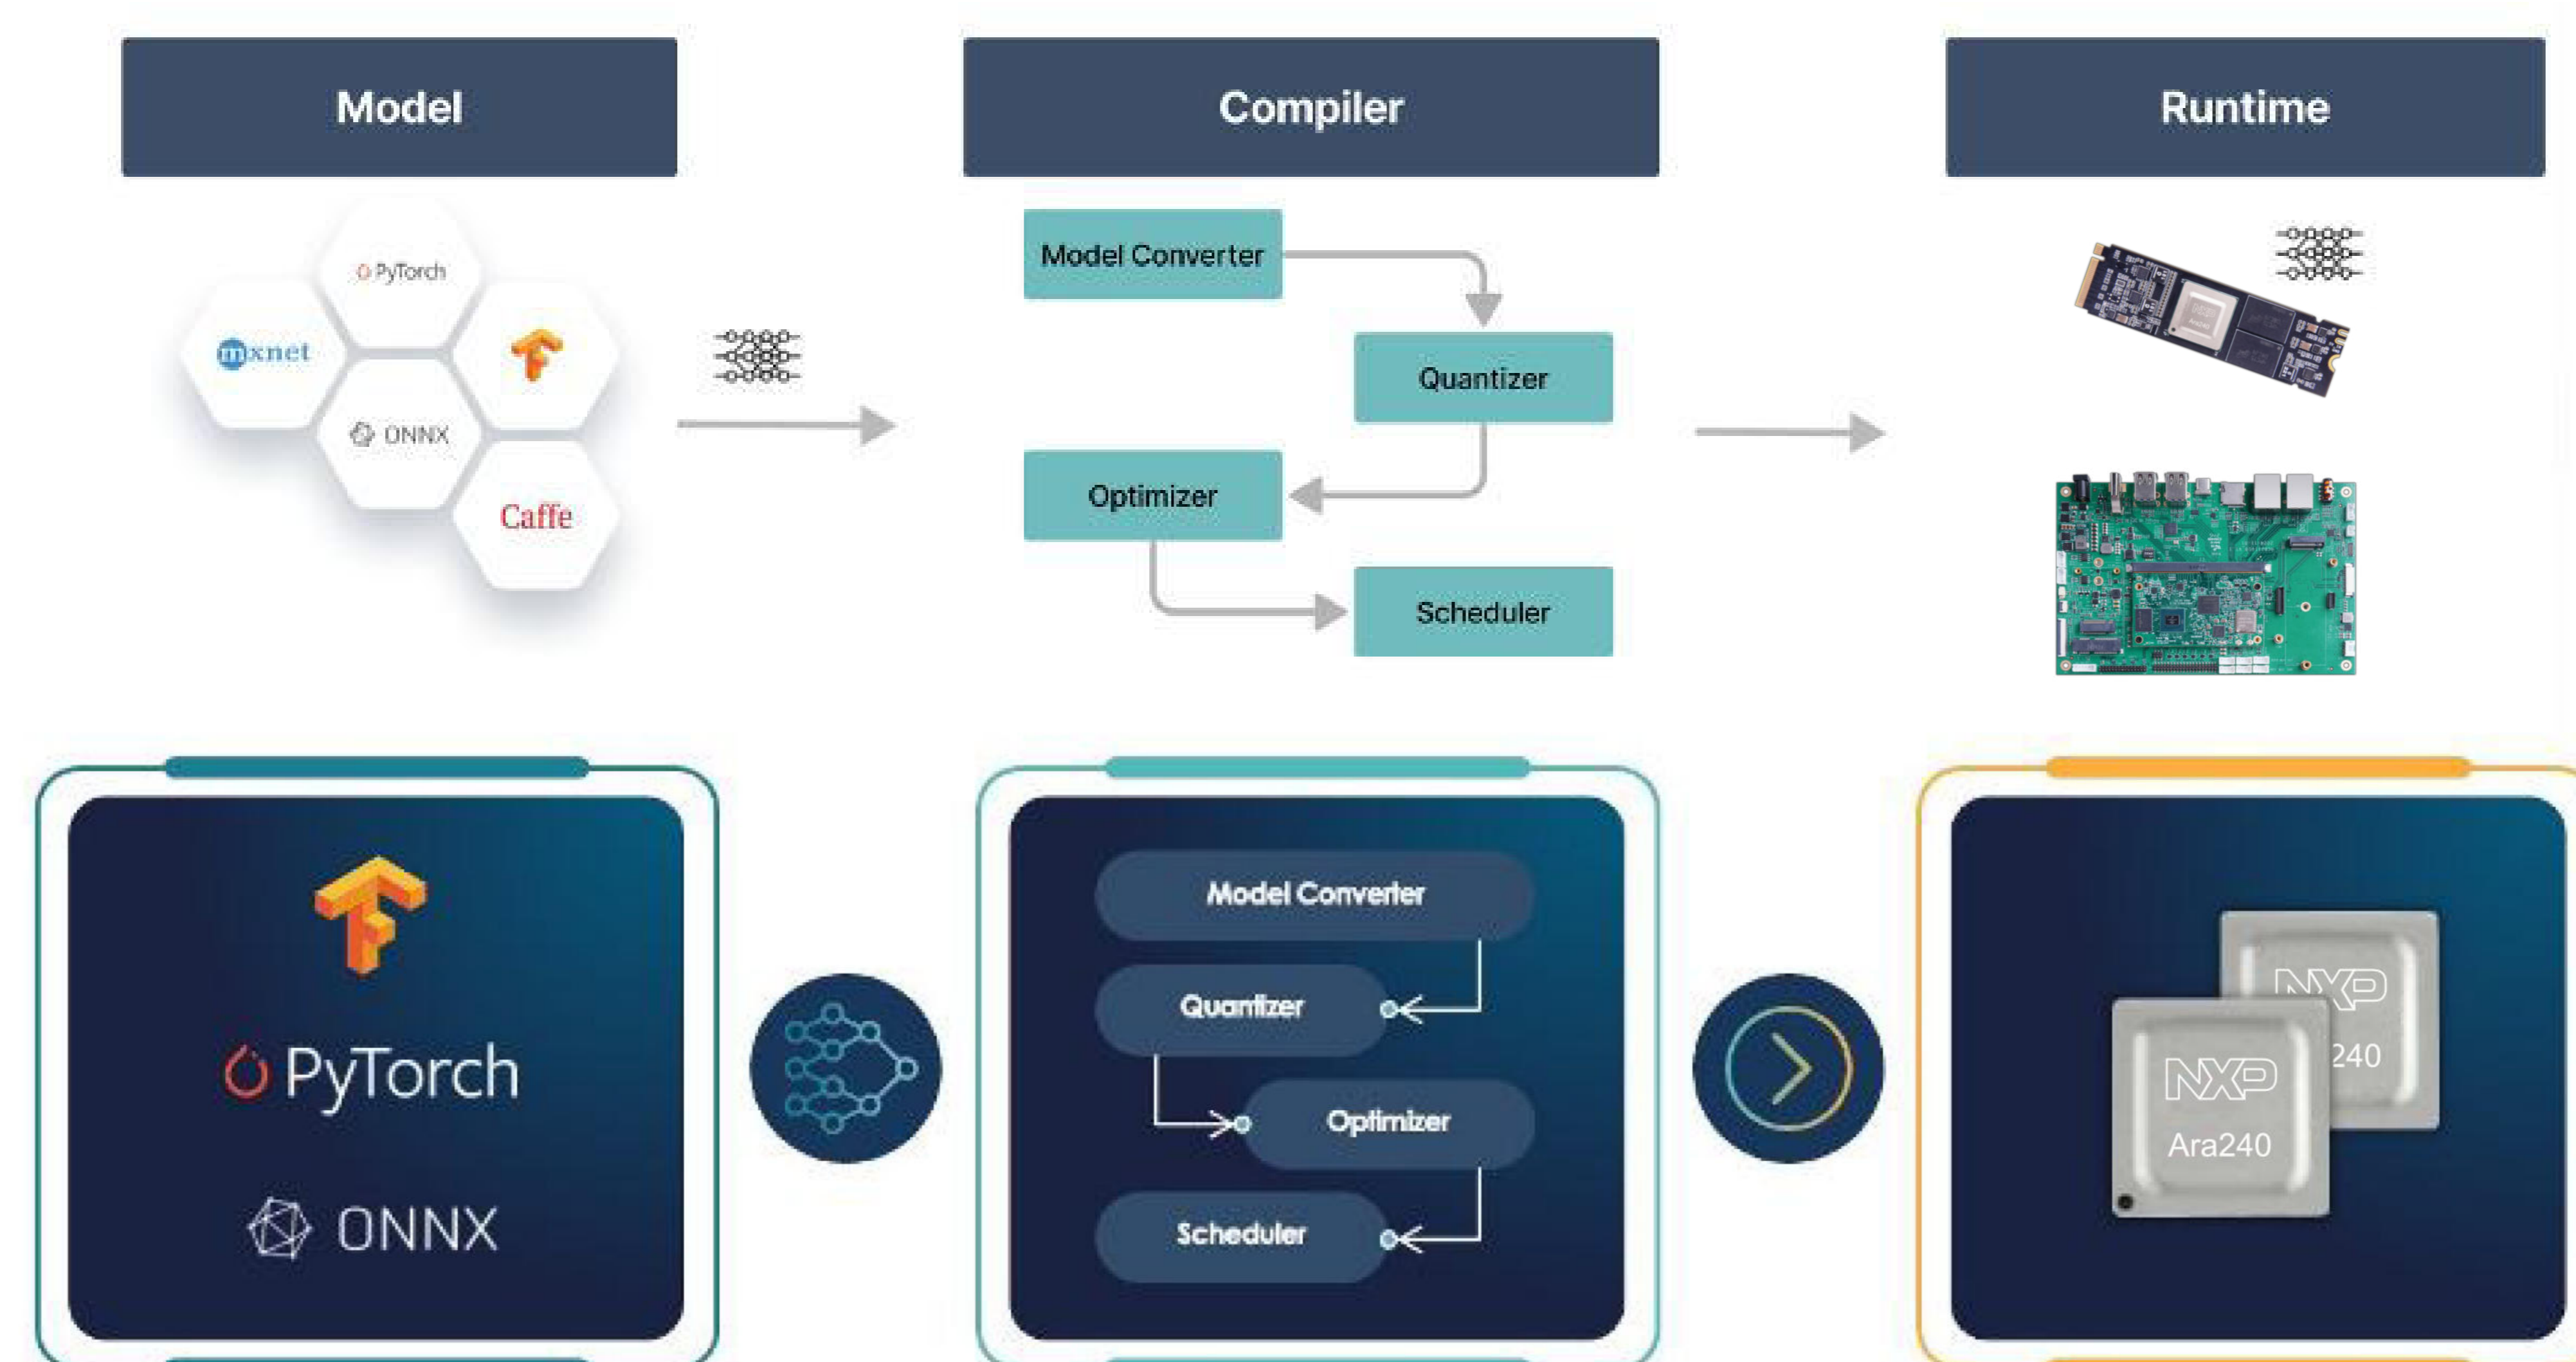 Model
Compiler
Runtime
PyTorch
mxnet
ONNX
Caffe
Model Converter
Quantizer
Optimizer
Scheduler
Ara240
PyTorch
ONNX
Model Converter
Quantizer
Optimizer
Scheduler
NXP
240
NXP
Ara240